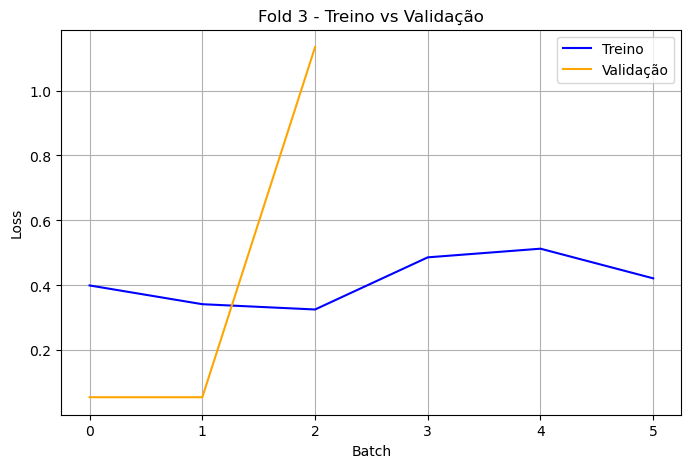 Fold 3 - Treino vs Validação
Treino
Validação
1.0
0.8
0.6
0.4
0.2
Loss
0 1 2 3 4 5
Batch